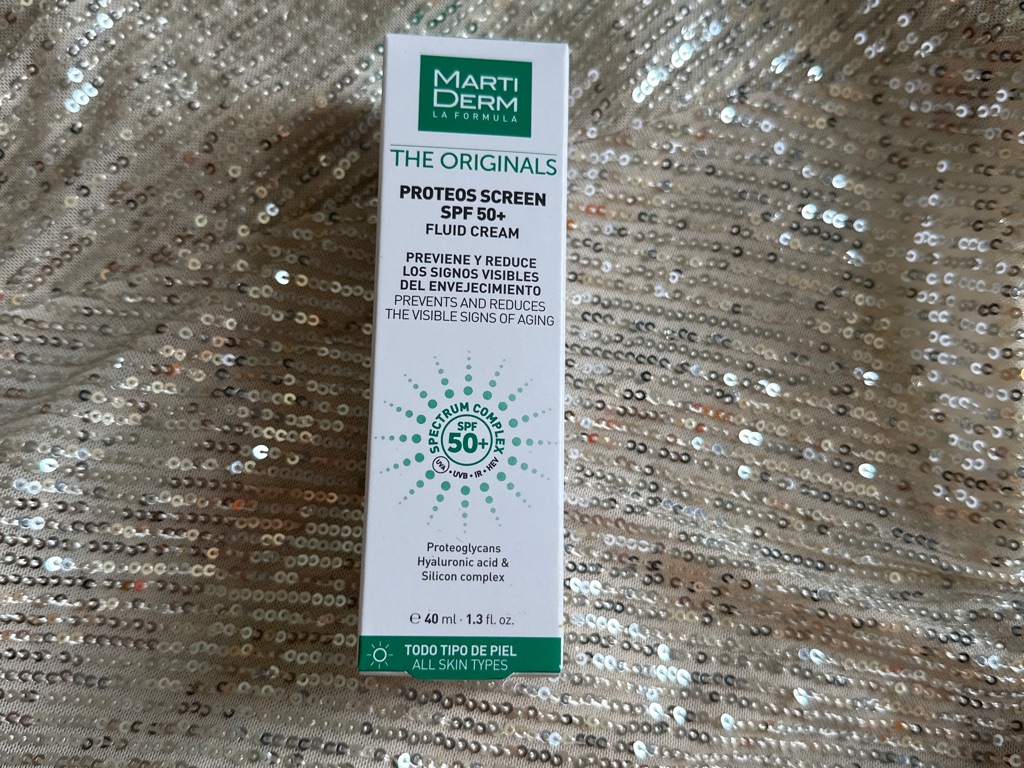 MARTI
DERM
LA FORMULA
THE ORIGINALS
PROTEOS SCREEN
SPF 50+
FLUID CREAM
PREVIENE Y REDUCE
LOS SIGNOS VISIBLES
DEL ENVEJECIMIENTO
PREVENTS AND REDUCES
THE VISIBLE SIGNS OF AGING
SPECTRUM COMPLEX
SPF
50+
UVA • UVB • IR • HEV
Proteoglycans
Hyaluronic acid &
Silicon complex
℮ 40 ml · 1.3 fl. oz.
TODO TIPO DE PIEL
ALL SKIN TYPES